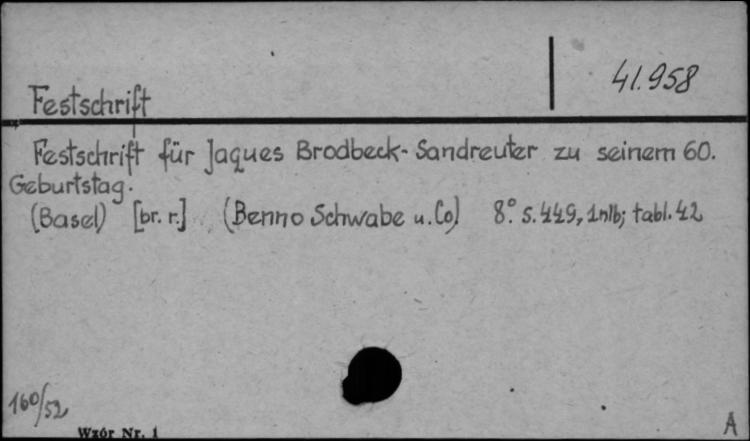 41.958
Festschrift
Festschrift für Jaques Brodbeck-Sandreuter zu seinem 60.
Geburtstag.
(Basel) [br. r.] (Benno Schwabe u. Co) 8° s. 449, 1 nlb; tabl. 42
160/52
Wzór Nr. 1
A